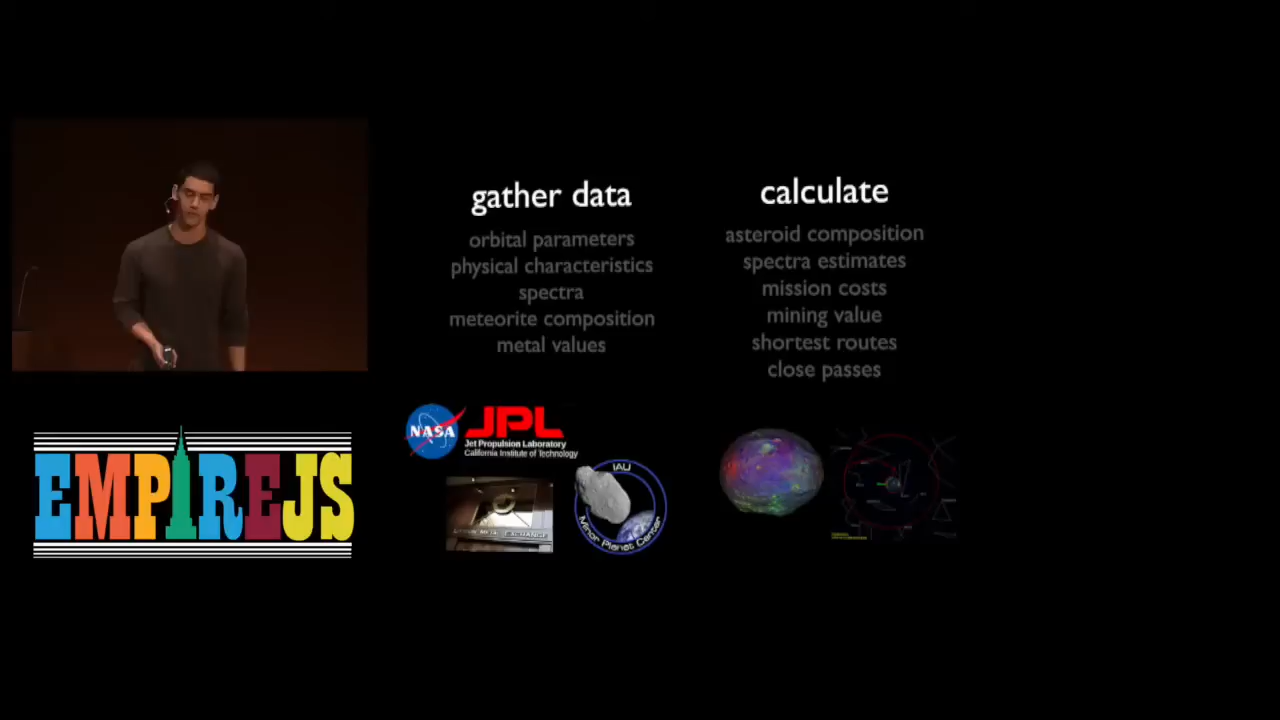 gather data
orbital parameters
physical characteristics
spectra
meteorite composition
metal values
calculate
asteroid composition
spectra estimates
mission costs
mining value
shortest routes
close passes
NASA
JPL
Jet Propulsion Laboratory
California Institute of Technology
IAU
Minor Planet Center
METAL EXCHANGE
EMPIREJS